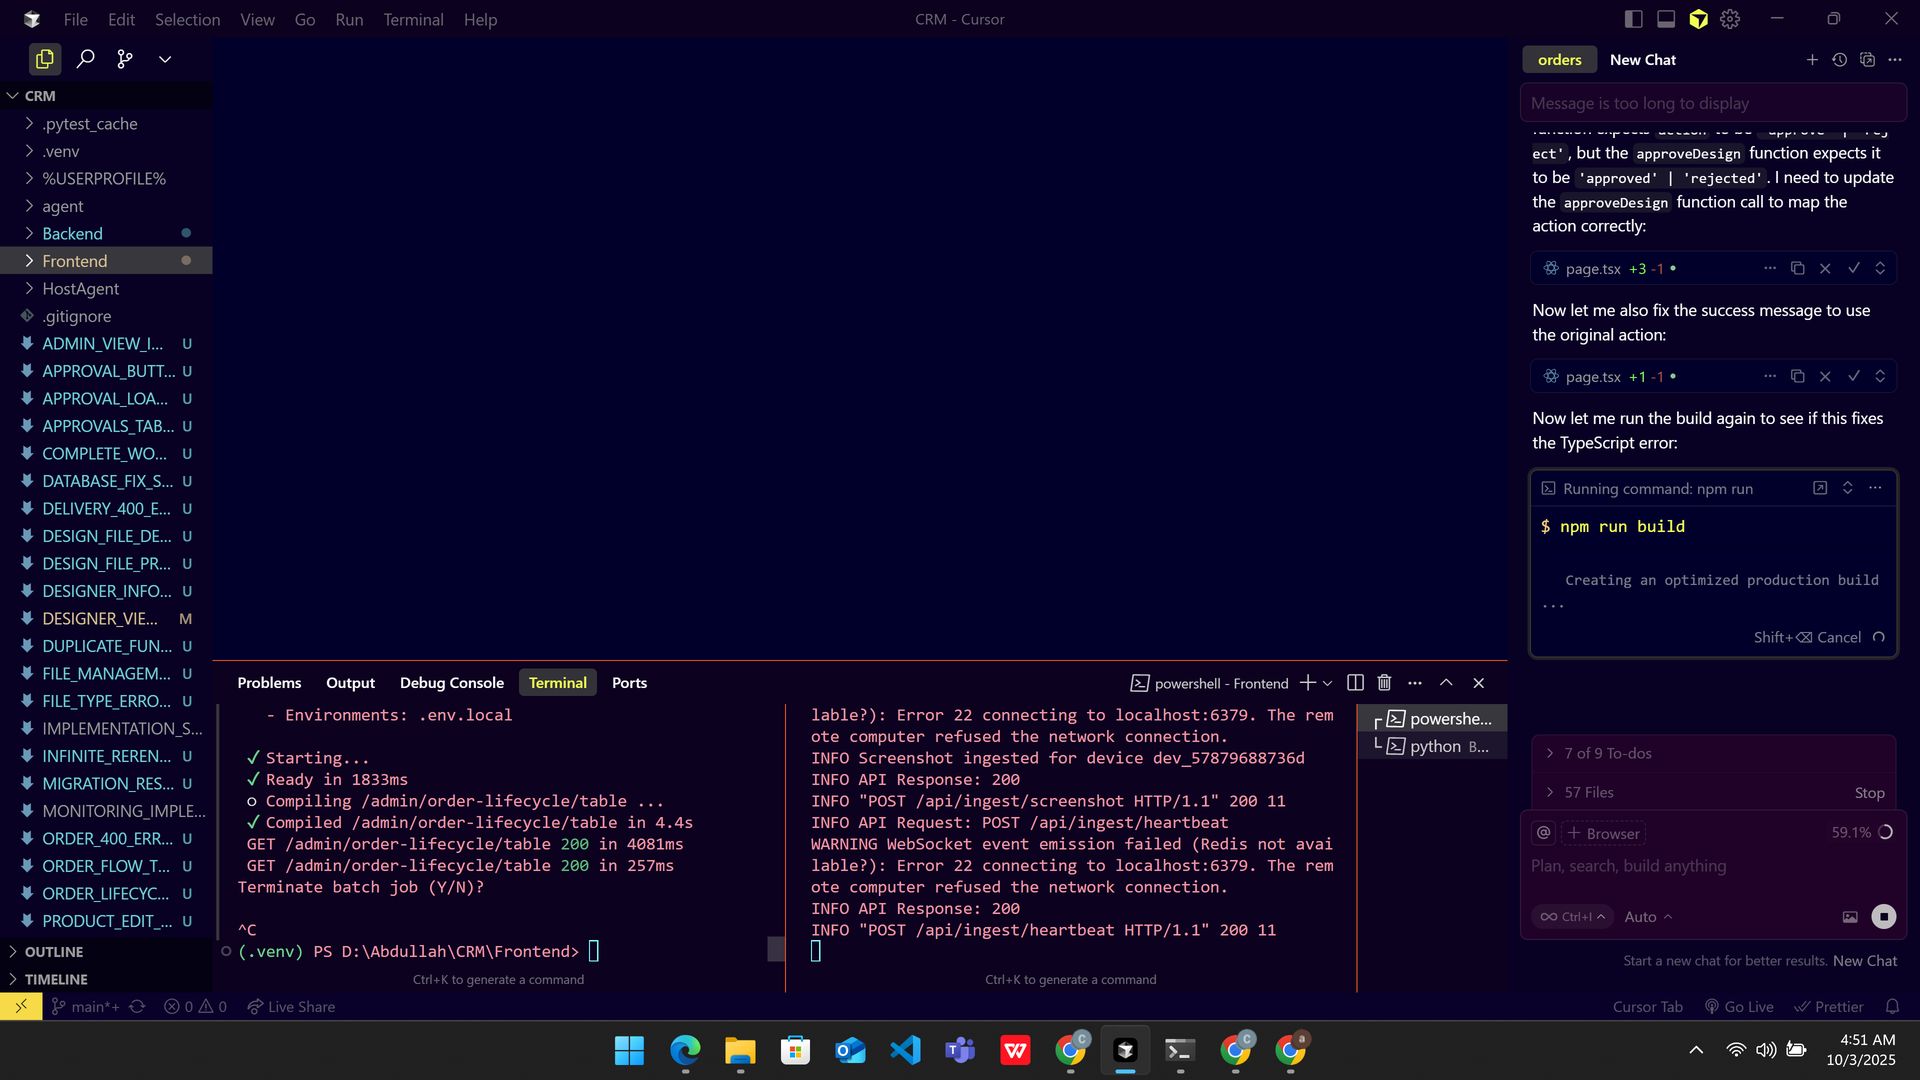 File Edit Selection View Go Run Terminal Help
CRM - Cursor
CRM
.pytest_cache
.venv
%USERPROFILE%
agent
Backend
Frontend
HostAgent
.gitignore
ADMIN_VIEW_I... U
APPROVAL_BUTT... U
APPROVAL_LOA... U
APPROVALS_TAB... U
COMPLETE_WO... U
DATABASE_FIX_S... U
DELIVERY_400_E... U
DESIGN_FILE_DE... U
DESIGN_FILE_PR... U
DESIGNER_INFO... U
DESIGNER_VIE... M
DUPLICATE_FUN... U
FILE_MANAGEM... U
FILE_TYPE_ERRO... U
IMPLEMENTATION_S...
INFINITE_REREN... U
MIGRATION_RES... U
MONITORING_IMPLE...
ORDER_400_ERR... U
ORDER_FLOW_T... U
ORDER_LIFECYC... U
PRODUCT_EDIT_... U
OUTLINE
TIMELINE
Problems Output Debug Console Terminal Ports
powershell - Frontend
- Environments: .env.local
✓ Starting...
✓ Ready in 1833ms
○ Compiling /admin/order-lifecycle/table ...
✓ Compiled /admin/order-lifecycle/table in 4.4s
GET /admin/order-lifecycle/table 200 in 4081ms
GET /admin/order-lifecycle/table 200 in 257ms
Terminate batch job (Y/N)?
^C
(.venv) PS D:\Abdullah\CRM\Frontend>
Ctrl+K to generate a command
lable?): Error 22 connecting to localhost:6379. The rem
ote computer refused the network connection.
INFO Screenshot ingested for device dev_57879688736d
INFO API Response: 200
INFO "POST /api/ingest/screenshot HTTP/1.1" 200 11
INFO API Request: POST /api/ingest/heartbeat
WARNING WebSocket event emission failed (Redis not avai
lable?): Error 22 connecting to localhost:6379. The rem
ote computer refused the network connection.
INFO API Response: 200
INFO "POST /api/ingest/heartbeat HTTP/1.1" 200 11
Ctrl+K to generate a command
powershe...
python B...
orders New Chat
Message is too long to display
function expects action to be 'approve' | 'rej
ect', but the approveDesign function expects it
to be 'approved' | 'rejected'. I need to update
the approveDesign function call to map the
action correctly:
page.tsx +3 -1
Now let me also fix the success message to use
the original action:
page.tsx +1 -1
Now let me run the build again to see if this fixes
the TypeScript error:
Running command: npm run
$ npm run build
Creating an optimized production build
...
Shift+⌫ Cancel
7 of 9 To-dos
57 Files Stop
@ + Browser 59.1%
Plan, search, build anything
∞ Ctrl+I Auto
Start a new chat for better results. New Chat
main*+ 0 0 Live Share
Cursor Tab Go Live Prettier
4:51 AM
10/3/2025